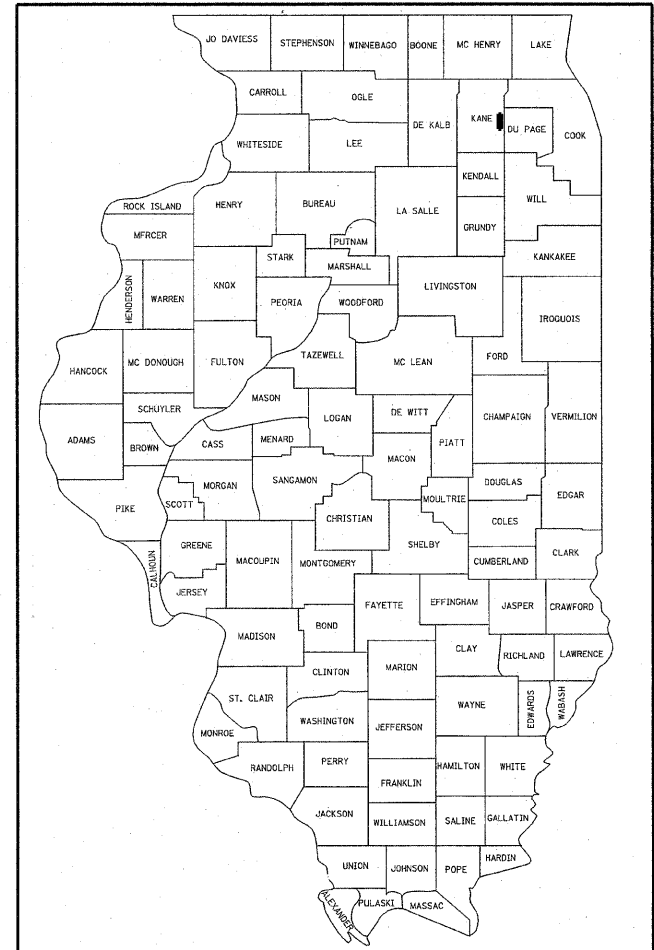 JO DAVIESS
STEPHENSON
WINNEBAGO
BOONE
MC HENRY
LAKE
CARROLL
OGLE
DE KALB
KANE
DU PAGE
COOK
WHITESIDE
LEE
KENDALL
WILL
ROCK ISLAND
HENRY
BUREAU
LA SALLE
GRUNDY
MFRCER
PUTNAM
STARK
MARSHALL
KANKAKEE
HENDERSON
WARREN
KNOX
PEORIA
WOODFORD
LIVINGSTON
IROQUOIS
HANCOCK
MC DONOUGH
FULTON
TAZEWELL
MC LEAN
FORD
MASON
SCHUYLER
LOGAN
DE WITT
CHAMPAIGN
VERMILION
ADAMS
BROWN
CASS
MENARD
MACON
PIATT
PIKE
SCOTT
MORGAN
SANGAMON
CHRISTIAN
MOULTRIE
DOUGLAS
EDGAR
COLES
CALHOUN
GREENE
MACOUPIN
MONTGOMERY
SHELBY
CUMBERLAND
CLARK
JERSEY
FAYETTE
EFFINGHAM
JASPER
CRAWFORD
MADISON
BOND
CLAY
RICHLAND
LAWRENCE
CLINTON
MARION
ST. CLAIR
WAYNE
EDWARDS
WABASH
MONROE
WASHINGTON
JEFFERSON
RANDOLPH
PERRY
HAMILTON
WHITE
FRANKLIN
JACKSON
WILLIAMSON
SALINE
GALLATIN
UNION
JOHNSON
POPE
HARDIN
ALEXANDER
PULASKI
MASSAC